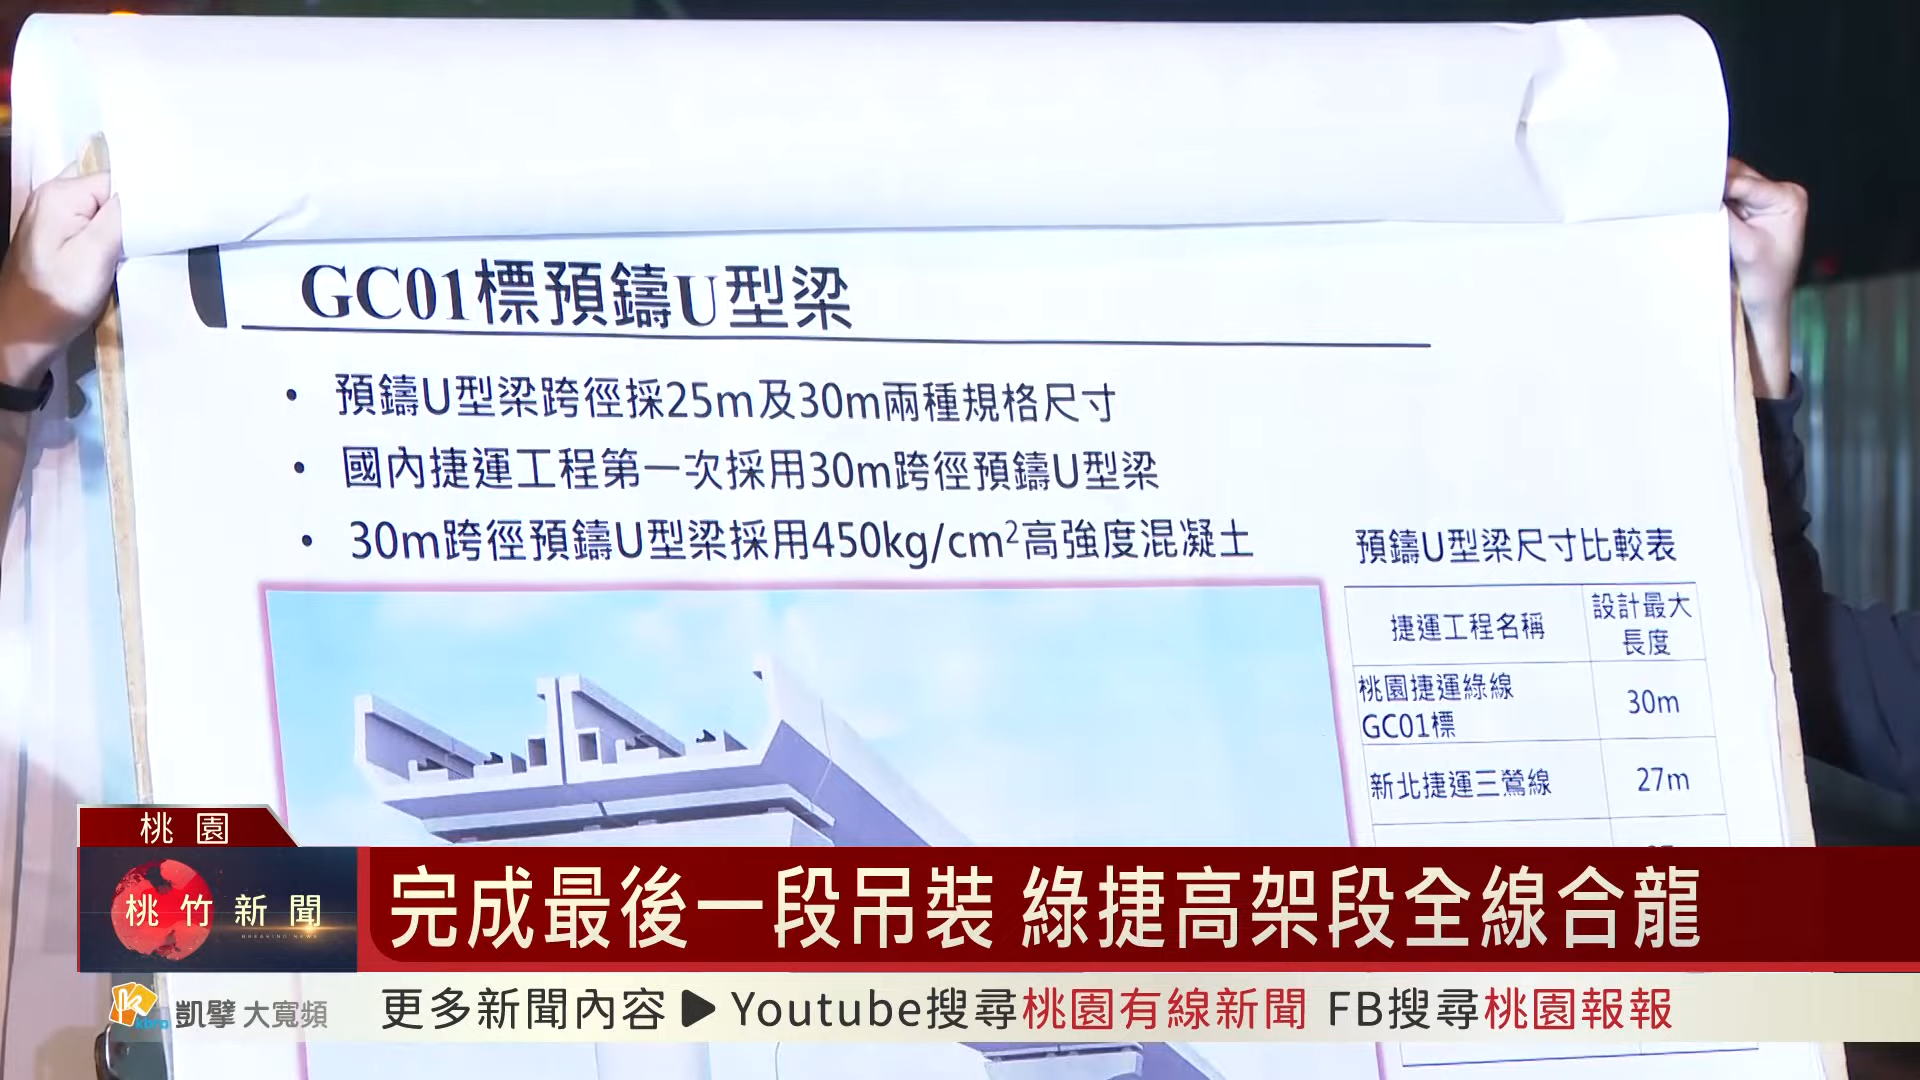 GC01標預鑄U型梁
• 預鑄U型梁跨徑採25m及30m兩種規格尺寸
• 國內捷運工程第一次採用30m跨徑預鑄U型梁
• 30m跨徑預鑄U型梁採用450kg/cm²高強度混凝土
預鑄U型梁尺寸比較表
捷運工程名稱 設計最大長度
桃園捷運綠線GC01標 30m
新北捷運三鶯線 27m
桃園
桃竹新聞
BREAKING NEWS
完成最後一段吊裝 綠捷高架段全線合龍
kbro 凱擘 大寬頻
更多新聞內容▶Youtube搜尋桃園有線新聞 FB搜尋桃園報報